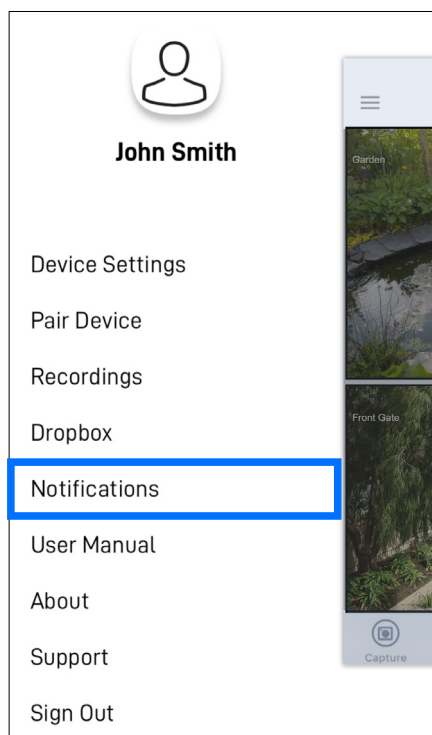 John Smith
Device Settings
Pair Device
Recordings
Dropbox
Notifications
User Manual
About
Support
Sign Out
Garden
Front Gate
Capture